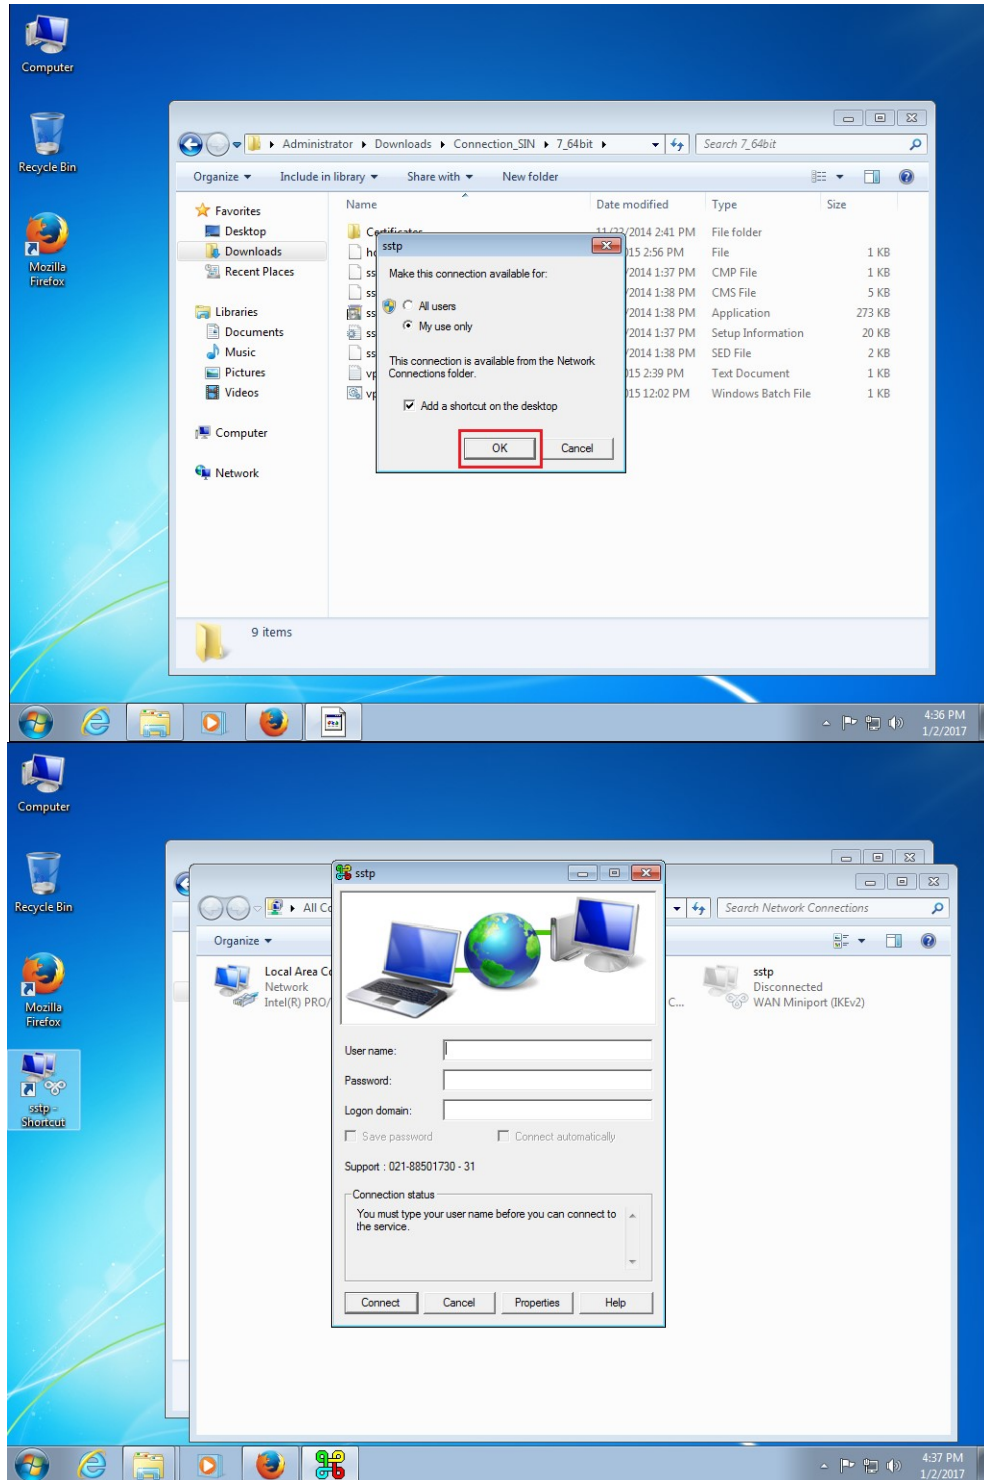 Computer
Recycle Bin
Mozilla
Firefox
Administrator
Downloads
Connection_SIN
7_64bit
Search 7_64bit
Organize
Include in library
Share with
New folder
Favorites
Desktop
Downloads
Recent Places
Libraries
Documents
Music
Pictures
Videos
Computer
Network
Name Date modified Type Size
Certificates 11/23/2014 2:41 PM File folder
015 2:56 PM File 1 KB
/2014 1:37 PM CMP File 1 KB
/2014 1:38 PM CMS File 5 KB
/2014 1:38 PM Application 273 KB
/2014 1:37 PM Setup Information 20 KB
/2014 1:38 PM SED File 2 KB
015 2:39 PM Text Document 1 KB
015 12:02 PM Windows Batch File 1 KB
sstp
Make this connection available for:
All users
My use only
This connection is available from the Network
Connections folder.
Add a shortcut on the desktop
OK Cancel
9 items
4:36 PM
1/2/2017
Computer
Recycle Bin
Mozilla
Firefox
sstp -
Shortcut
All Co
Search Network Connections
Organize
Local Area Co
Network
Intel(R) PRO/
C...
sstp
Disconnected
WAN Miniport (IKEv2)
sstp
User name:
Password:
Logon domain:
Save password Connect automatically
Support : 021-88501730 - 31
Connection status
You must type your user name before you can connect to
the service.
Connect Cancel Properties Help
4:37 PM
1/2/2017